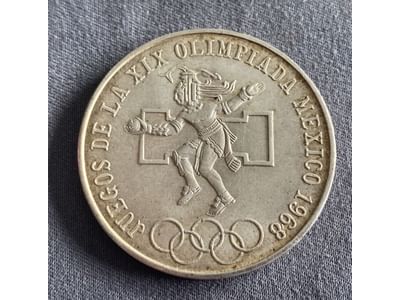 JUEGOS DE LA XIX OLIMPIADA MEXICO 1968